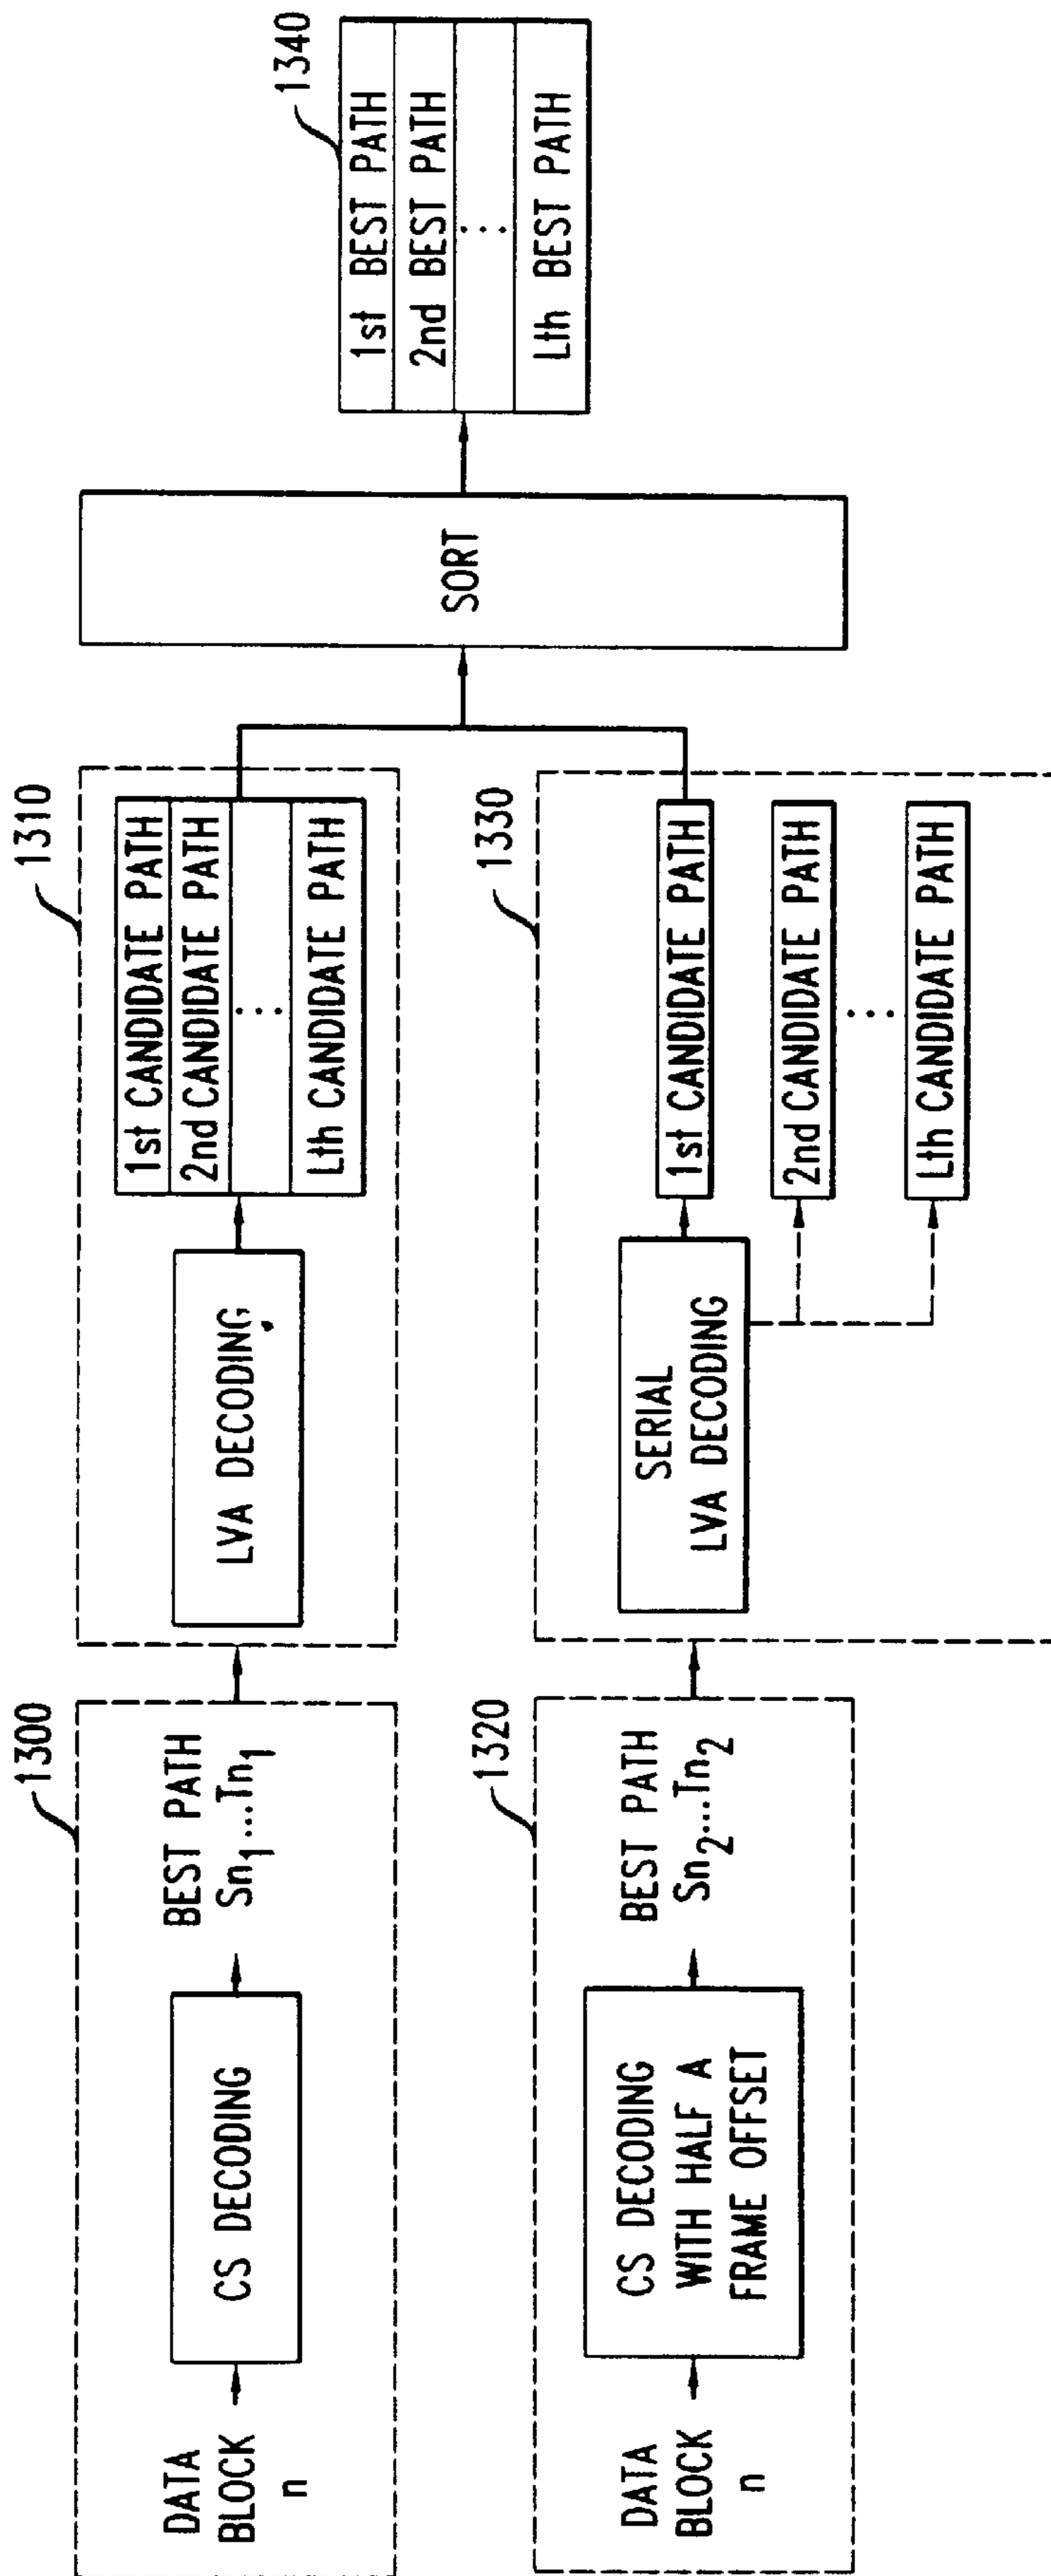 1300
DATA
BLOCK
n
CS DECODING
BEST PATH
Sn1...Tn1
1310
LVA DECODING
1st CANDIDATE PATH
2nd CANDIDATE PATH
...
Lth CANDIDATE PATH
1320
DATA
BLOCK
n
CS DECODING
WITH HALF A
FRAME OFFSET
BEST PATH
Sn2...Tn2
1330
SERIAL
LVA DECODING
1st CANDIDATE PATH
2nd CANDIDATE PATH
...
Lth CANDIDATE PATH
SORT
1340
1st BEST PATH
2nd BEST PATH
...
Lth BEST PATH